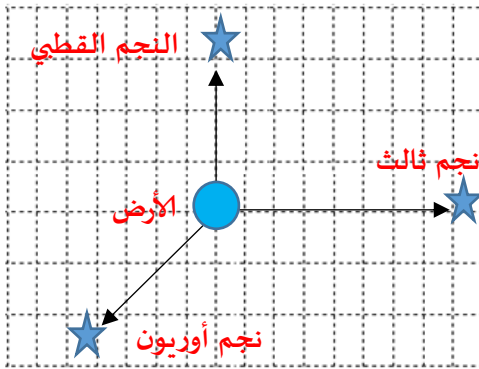 النجم القطبي
نجم ثالث
الأرض
نجم أوريون